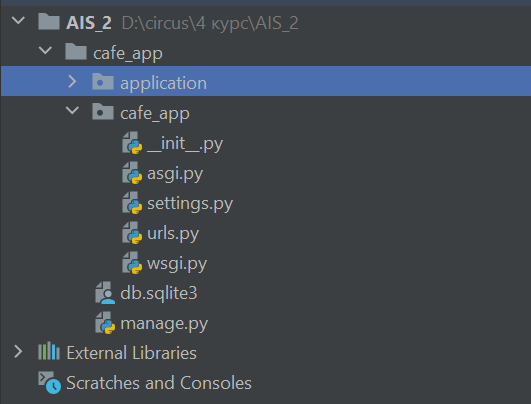 AIS_2 D:\circus\4 курс\AIS_2
cafe_app
application
cafe_app
__init__.py
asgi.py
settings.py
urls.py
wsgi.py
db.sqlite3
manage.py
External Libraries
Scratches and Consoles